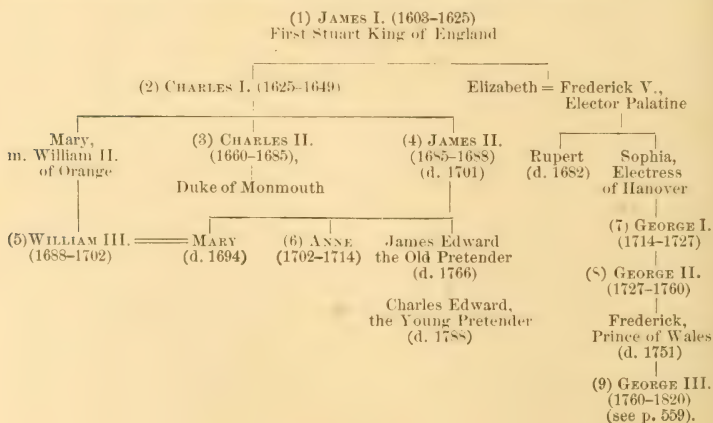 (1) JAMES I. (1603–1625)
First Stuart King of England
(2) CHARLES I. (1625–1649)
Elizabeth = Frederick V.,
Elector Palatine
Mary,
m. William II.
of Orange
(3) CHARLES II.
(1660–1685),
Duke of Monmouth
(4) JAMES II.
(1685–1688)
(d. 1701)
Rupert
(d. 1682)
Sophia,
Electress
of Hanover
(5) WILLIAM III.
(1688–1702)
MARY
(d. 1694)
(6) ANNE
(1702–1714)
James Edward
the Old Pretender
(d. 1766)
Charles Edward,
the Young Pretender
(d. 1788)
(7) GEORGE I.
(1714–1727)
(8) GEORGE II.
(1727–1760)
Frederick,
Prince of Wales
(d. 1751)
(9) GEORGE III.
(1760–1820)
(see p. 559).